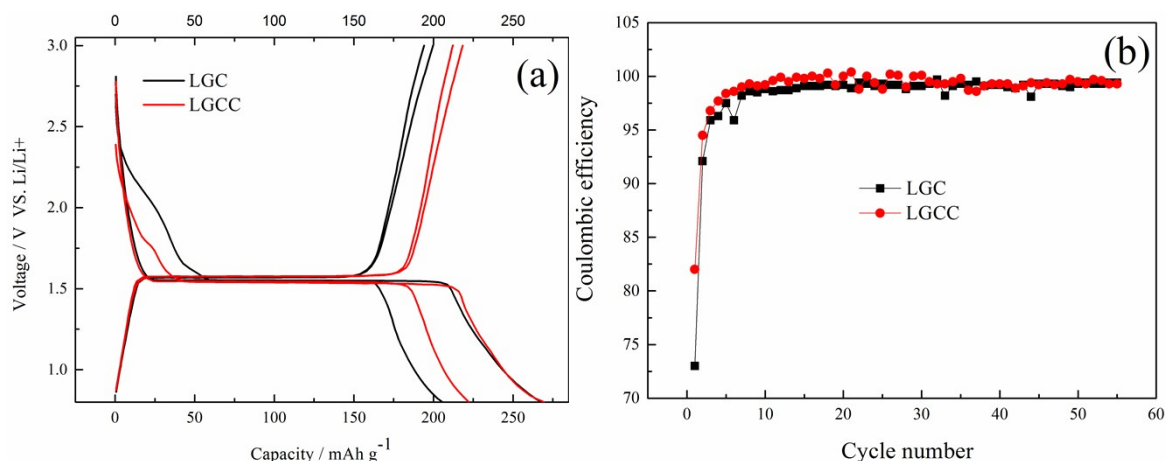 0 50 100 150 200 250
3.0
2.5
2.0
1.5
1.0
Voltage / V VS. Li/Li+
LGC
LGCC
(a)
0 50 100 150 200 250
Capacity / mAh g-1
105
100
95
90
85
80
75
70
Coulombic efficiency
(b)
LGC
LGCC
0 10 20 30 40 50 60
Cycle number